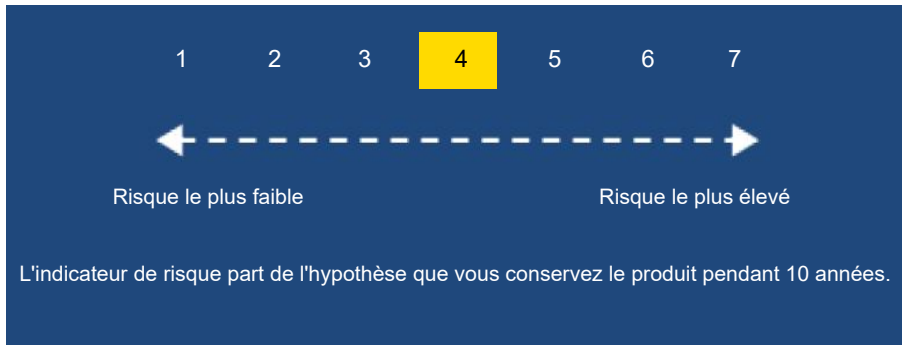 1 2 3 4 5 6 7
Risque le plus faible Risque le plus élevé
L'indicateur de risque part de l'hypothèse que vous conservez le produit pendant 10 années.